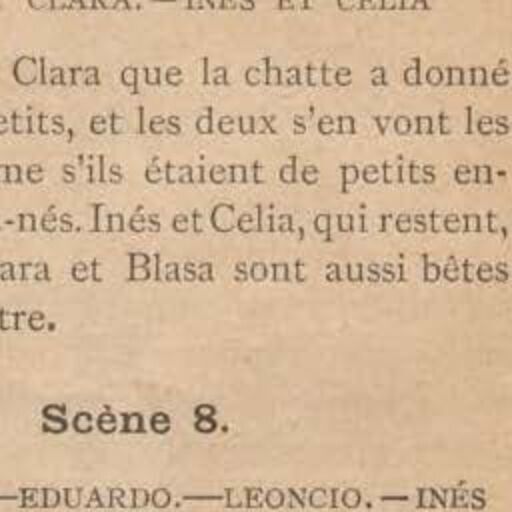 CLARA.—INÉS ET CELIA
Clara que la chatte a donné
etits, et les deux s'en vont les
me s'ils étaient de petits en-
-nés. Inés et Celia, qui restent,
ara et Blasa sont aussi bêtes
tre.
Scène 8.
—EDUARDO.—LEONCIO.—INÉS